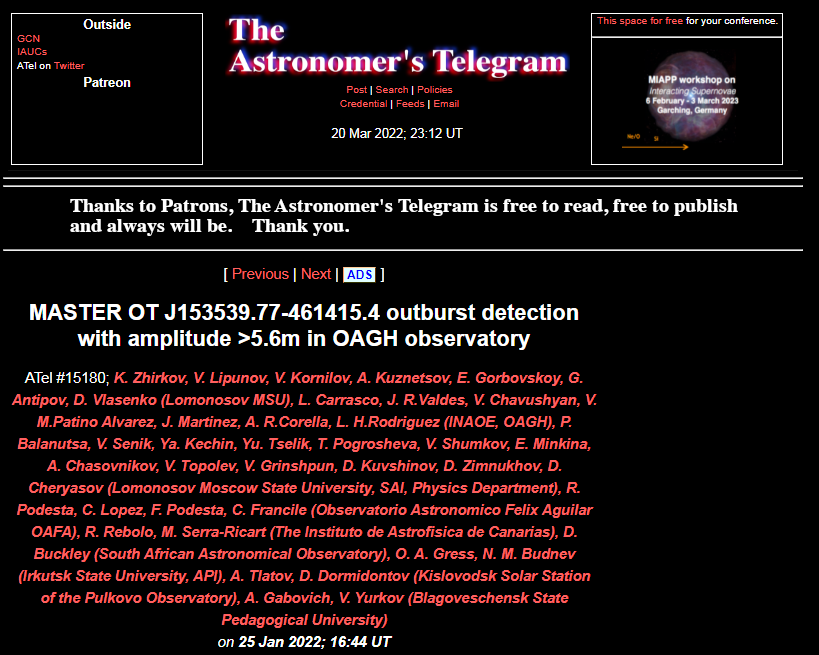 Outside
GCN
IAUCs
ATel on Twitter
Patreon
The
Astronomer's Telegram
Post | Search | Policies
Credential | Feeds | Email
20 Mar 2022; 23:12 UT
This space for free for your conference.
MIAPP workshop on
Interacting Supernovae
6 February - 3 March 2023
Garching, Germany
Ne/O Si
Thanks to Patrons, The Astronomer's Telegram is free to read, free to publish
and always will be. Thank you.
[ Previous | Next | ADS ]
MASTER OT J153539.77-461415.4 outburst detection
with amplitude >5.6m in OAGH observatory
ATel #15180; K. Zhirkov, V. Lipunov, V. Kornilov, A. Kuznetsov, E. Gorbovskoy, G.
Antipov, D. Vlasenko (Lomonosov MSU), L. Carrasco, J. R.Valdes, V. Chavushyan, V.
M.Patino Alvarez, J. Martinez, A. R.Corella, L. H.Rodriguez (INAOE, OAGH), P.
Balanutsa, V. Senik, Ya. Kechin, Yu. Tselik, T. Pogrosheva, V. Shumkov, E. Minkina,
A. Chasovnikov, V. Topolev, V. Grinshpun, D. Kuvshinov, D. Zimnukhov, D.
Cheryasov (Lomonosov Moscow State University, SAI, Physics Department), R.
Podesta, C. Lopez, F. Podesta, C. Francile (Observatorio Astronomico Felix Aguilar
OAFA), R. Rebolo, M. Serra-Ricart (The Instituto de Astrofisica de Canarias), D.
Buckley (South African Astronomical Observatory), O. A. Gress, N. M. Budnev
(Irkutsk State University, API), A. Tlatov, D. Dormidontov (Kislovodsk Solar Station
of the Pulkovo Observatory), A. Gabovich, V. Yurkov (Blagoveschensk State
Pedagogical University)
on 25 Jan 2022; 16:44 UT